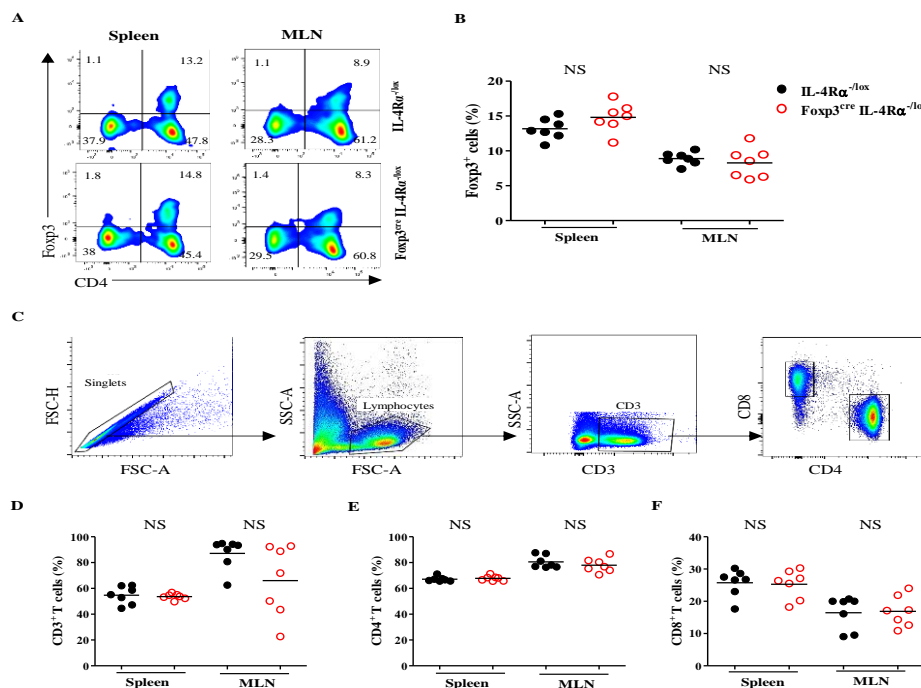 A
Spleen
MLN
1.1 13.2
1.1 8.9
37.9 47.8
28.3 61.2
IL-4Rα-/lox
1.8 14.8
1.4 8.3
38 45.4
29.5 60.8
Foxp3cre IL-4Rα-/lox
Foxp3
CD4
B
NS NS
Foxp3+ cells (%)
20
15
10
5
0
Spleen MLN
IL-4Rα-/lox
Foxp3cre IL-4Rα-/lo
C
Singlets
FSC-H
FSC-A
Lymphocytes
SSC-A
FSC-A
CD3
SSC-A
CD3
CD8
CD4
D
NS NS
CD3+T cells (%)
100
80
60
40
20
0
Spleen MLN
E
NS NS
CD4+T cells (%)
100
80
60
40
20
0
Spleen MLN
F
NS NS
CD8+T cells (%)
40
30
20
10
0
Spleen MLN